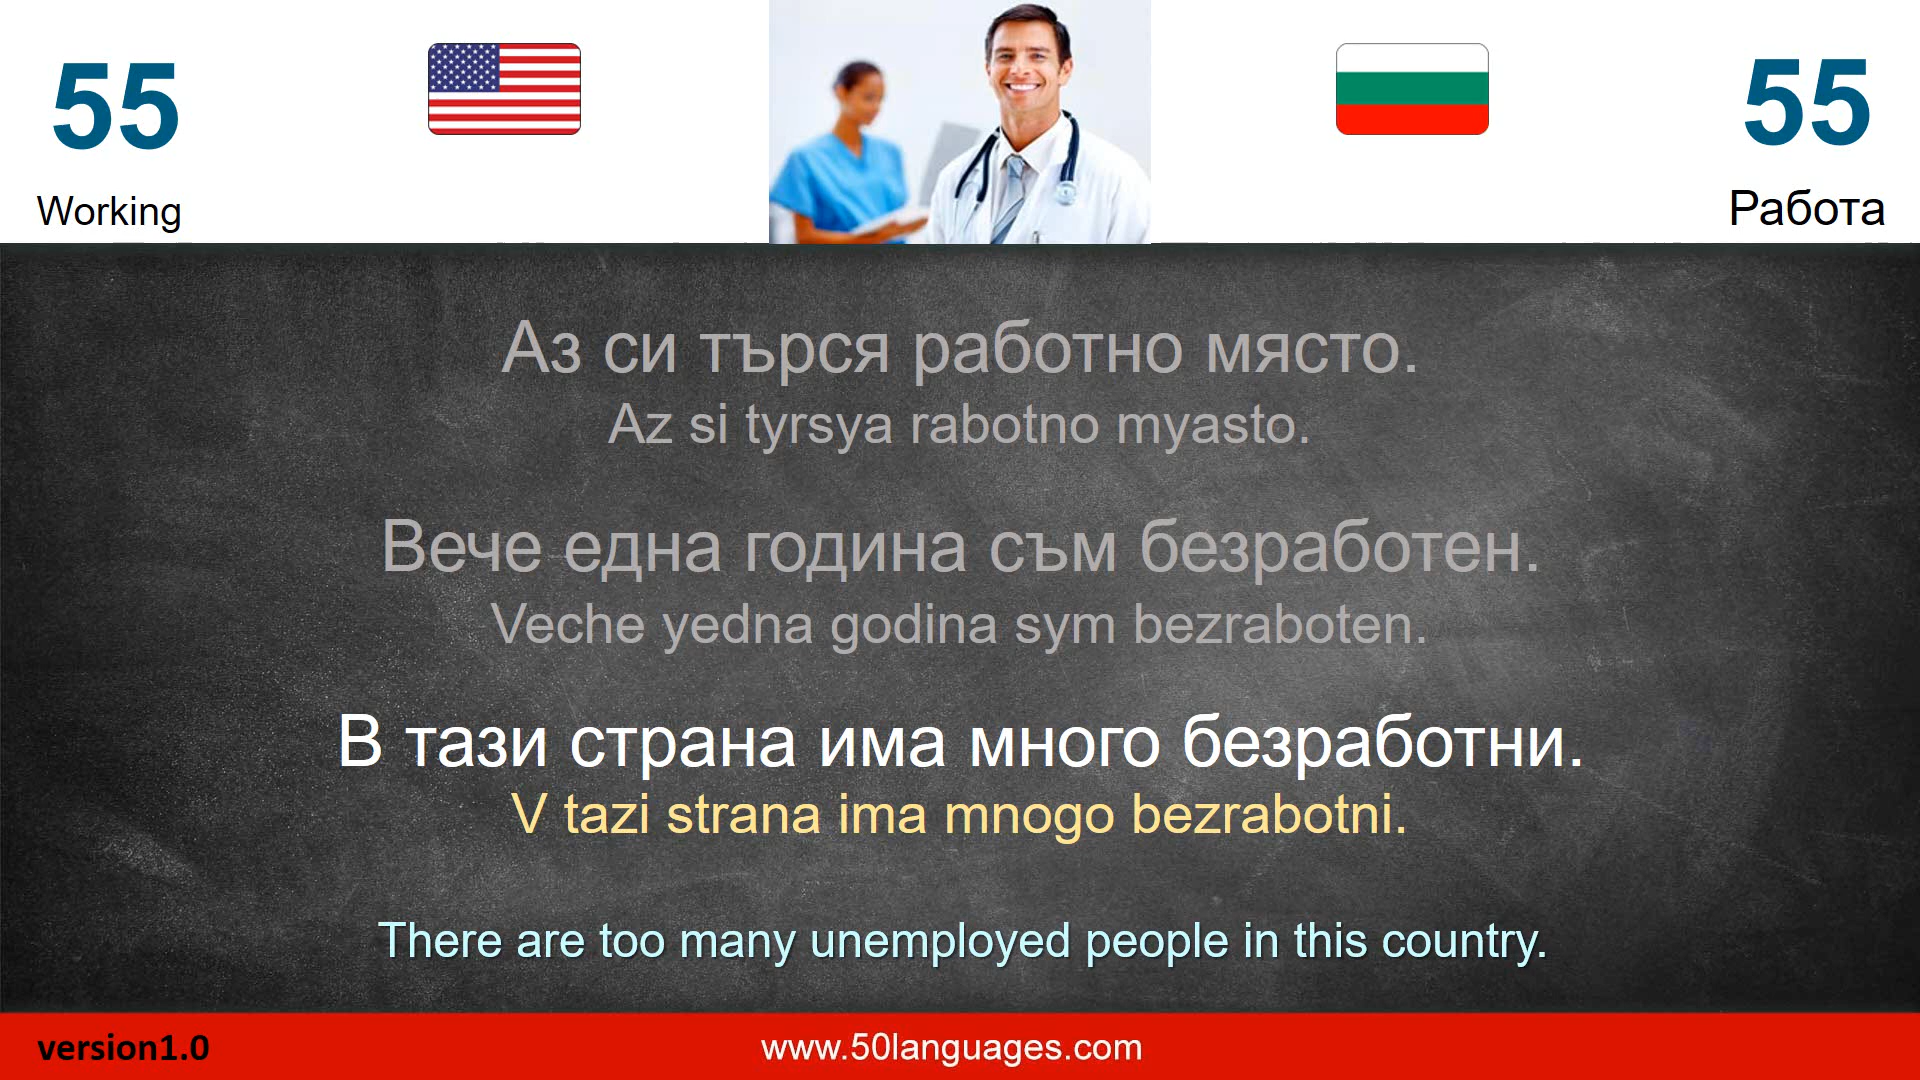 55
55
Working
Работа
Аз си търся работно място.
Az si tyrsya rabotno myasto.
Вече една година съм безработен.
Veche yedna godina sym bezraboten.
В тази страна има много безработни.
V tazi strana ima mnogo bezrabotni.
There are too many unemployed people in this country.
version1.0
www.50languages.com